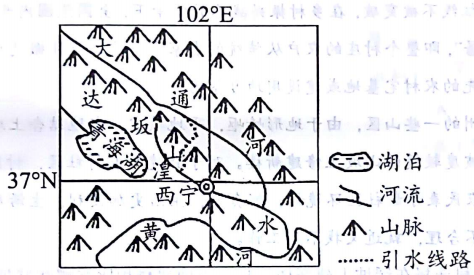 102°E
大
通
河
达
坂
山
青海湖
湟
水
37°N
西宁
黄
河
湖泊
河流
山脉
引水线路